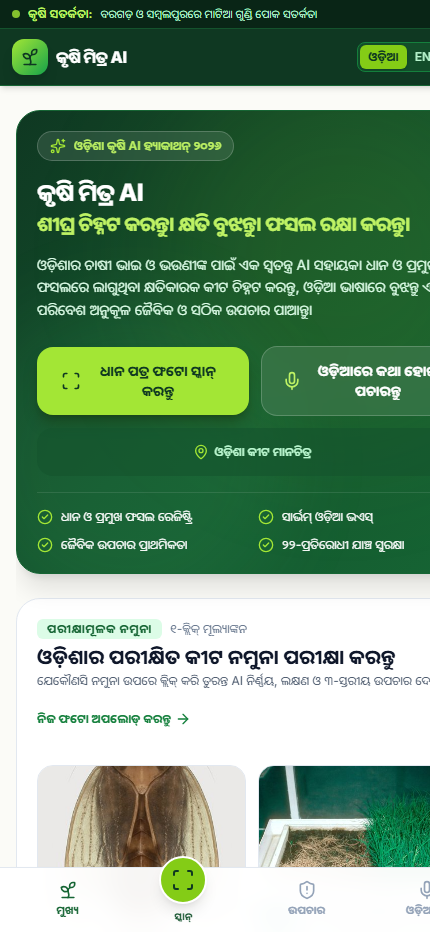 କୃଷି ସତର୍କତା: ବରଗଡ଼ ଓ ସମ୍ବଲପୁରରେ ମାଟିଆ ଗୁଣ୍ଡି ପୋକ ସତର୍କତା
କୃଷି ମିତ୍ର AI
ଓଡ଼ିଆ EN
ଓଡ଼ିଶା କୃଷି AI ହ୍ୟାକାଥନ୍ ୨୦୨୬
କୃଷି ମିତ୍ର AI
ଶୀଘ୍ର ଚିହ୍ନଟ କରନ୍ତୁ। କ୍ଷତି ବୁଝନ୍ତୁ। ଫସଲ ରକ୍ଷା କରନ୍ତୁ।
ଓଡ଼ିଶାର ଚାଷୀ ଭାଇ ଓ ଭଉଣୀଙ୍କ ପାଇଁ ଏକ ସ୍ୱତନ୍ତ୍ର AI ସହାୟକ। ଧାନ ଓ
ଫସଲରେ ଲାଗୁଥିବା କ୍ଷତିକାରକ କୀଟ ଚିହ୍ନଟ କରନ୍ତୁ, ଓଡ଼ିଆ ଭାଷାରେ ବୁଝନ୍ତୁ
ପରିବେଶ ଅନୁକୂଳ ଜୈବିକ ଓ ସଠିକ ଉପଚାର ପାଆନ୍ତୁ।
ଧାନ ପତ୍ର ଫଟୋ ସ୍କାନ୍
କରନ୍ତୁ
ଓଡ଼ିଆରେ କଥା
ପଚାରନ୍ତୁ
ଓଡ଼ିଶା କୀଟ ମାନଚିତ୍ର
ଧାନ ଓ ପ୍ରମୁଖ ଫସଲ ରେଜିଷ୍ଟ୍ରି
ସାର୍ଭମ୍ ଓଡ଼ିଆ ଭଏସ୍
ଜୈବିକ ଉପଚାର ପ୍ରାଥମିକତା
୨୨-ପ୍ରତିରୋଧୀ ଯାଞ୍ଚ ସୁରକ୍ଷା
ପରୀକ୍ଷାମୂଳକ ନମୁନା ୧-କ୍ଲିକ୍ ମୂଲ୍ୟାଙ୍କନ
ଓଡ଼ିଶାର ପରୀକ୍ଷିତ କୀଟ ନମୁନା ପରୀକ୍ଷା କରନ୍ତୁ
ଯେକୌଣସି ନମୁନା ଉପରେ କ୍ଲିକ୍ କରି ତୁରନ୍ତ AI ନିର୍ଣ୍ଣୟ, ଲକ୍ଷଣ ଓ ୩-ସ୍ତରୀୟ ଉପଚାର
ନିଜ ଫଟୋ ଅପଲୋଡ୍ କରନ୍ତୁ →
ମୁଖ୍ୟ
ସ୍କାନ୍
ଉପଚାର